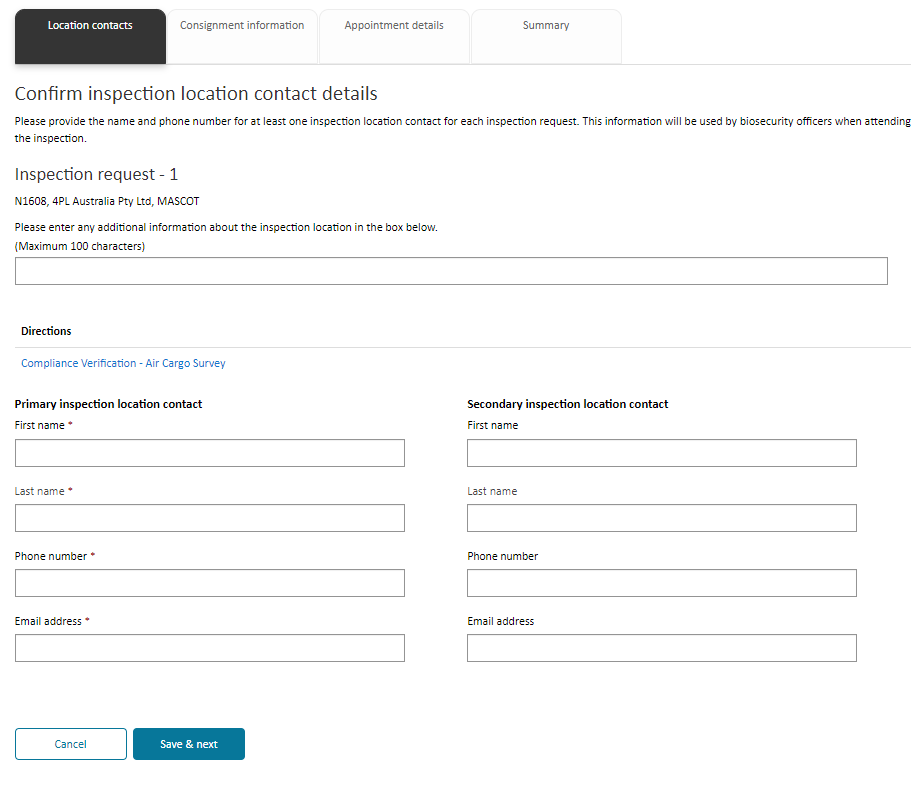 Location contacts
Consignment information
Appointment details
Summary
Confirm inspection location contact details
Please provide the name and phone number for at least one inspection location contact for each inspection request. This information will be used by biosecurity officers when attending
the inspection.
Inspection request - 1
N1608, 4PL Australia Pty Ltd, MASCOT
Please enter any additional information about the inspection location in the box below.
(Maximum 100 characters)
Directions
Compliance Verification - Air Cargo Survey
Primary inspection location contact
First name *
Last name *
Phone number *
Email address *
Secondary inspection location contact
First name
Last name
Phone number
Email address
Cancel
Save & next